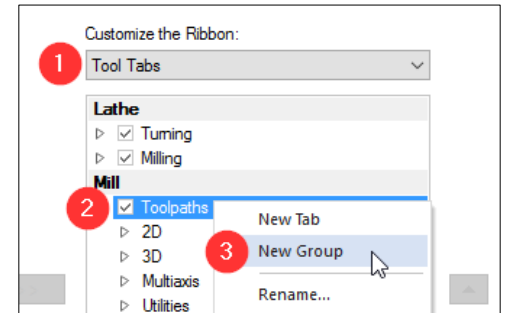 Customize the Ribbon:
1 Tool Tabs
Lathe
Turning
Milling
Mill
2 Toolpaths
New Tab
2D
3D
3 New Group
Multiaxis
Rename...
Utilities